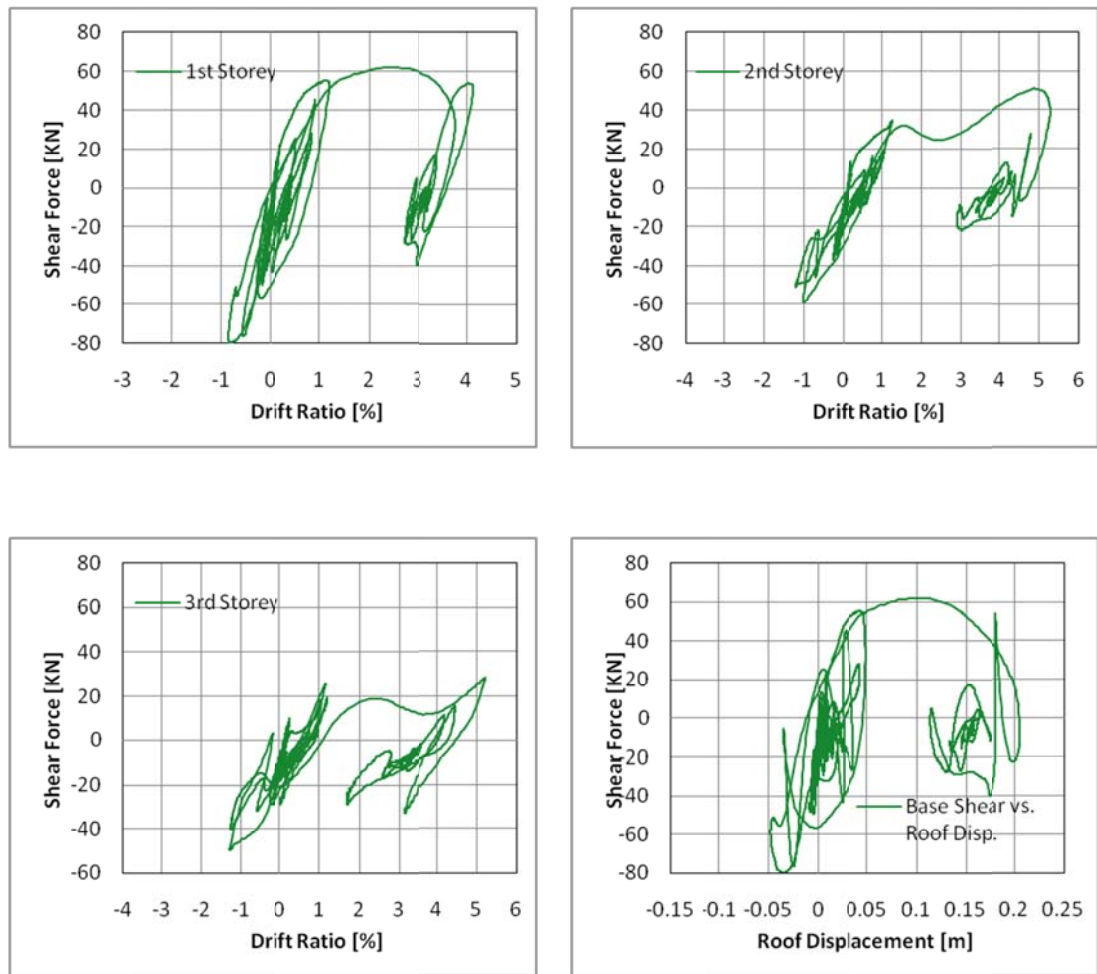 80
60
40
20
0
-20
-40
-60
-80
Shear Force [KN]
1st Storey
-3 -2 -1 0 1 2 3 4 5
Drift Ratio [%]
80
60
40
20
0
-20
-40
-60
-80
Shear Force [KN]
2nd Storey
-4 -3 -2 -1 0 1 2 3 4 5 6
Drift Ratio [%]
80
60
40
20
0
-20
-40
-60
Shear Force [KN]
3rd Storey
-4 -3 -2 -1 0 1 2 3 4 5 6
Drift Ratio [%]
80
60
40
20
0
-20
-40
-60
-80
Shear Force [KN]
Base Shear vs.
Roof Disp.
-0.15 -0.1 -0.05 0 0.05 0.1 0.15 0.2 0.25
Roof Displacement [m]